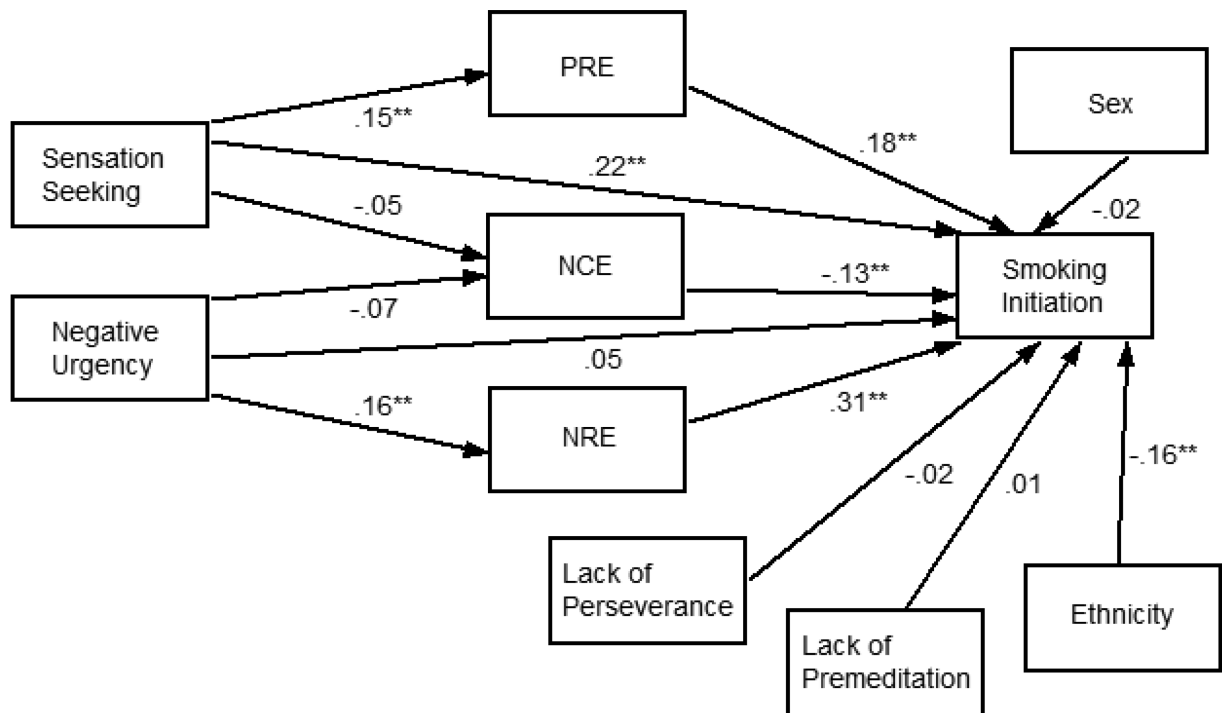 PRE
Sex
.15**
.18**
Sensation
Seeking
.22**
-.05
-.02
NCE
Smoking
Initiation
-.13**
-.07
Negative
Urgency
.05
.16**
.31**
NRE
-.02
.01
-.16**
Lack of
Perseverance
Ethnicity
Lack of
Premeditation